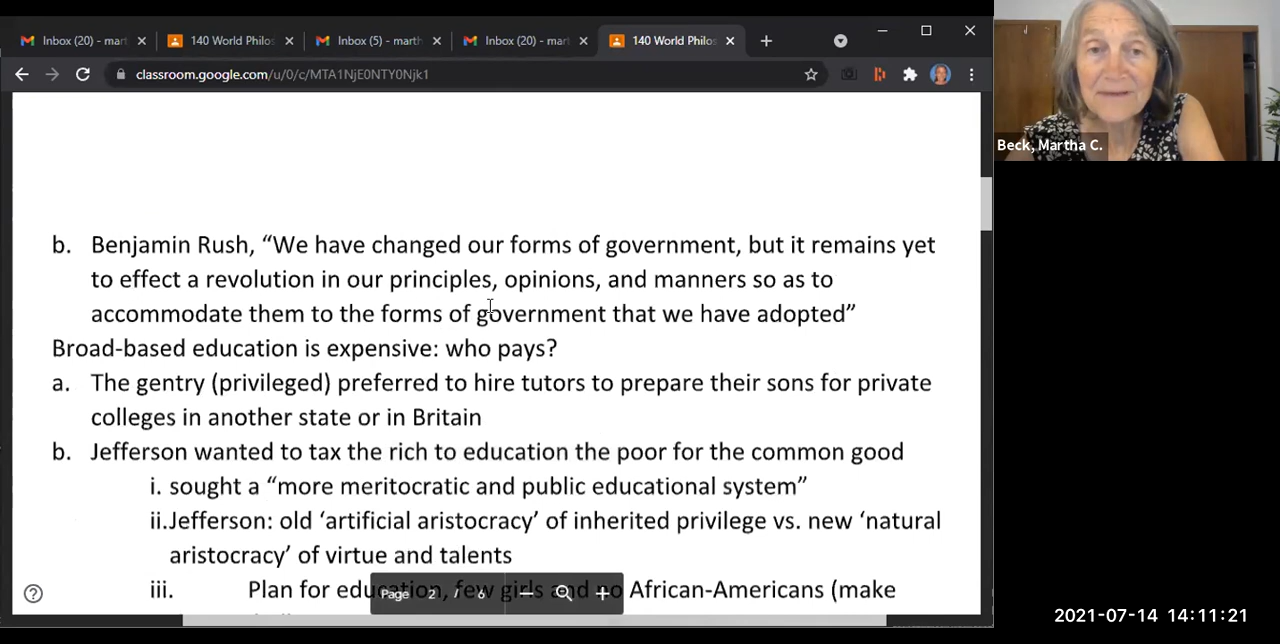 Inbox (20) - mart
140 World Philos
Inbox (5) - marth
Inbox (20) - mart
140 World Philos
classroom.google.com/u/0/c/MTA1NjE0NTY0Njk1
Beck, Martha C.
b. Benjamin Rush, “We have changed our forms of government, but it remains yet
to effect a revolution in our principles, opinions, and manners so as to
accommodate them to the forms of government that we have adopted”
Broad-based education is expensive: who pays?
a. The gentry (privileged) preferred to hire tutors to prepare their sons for private
colleges in another state or in Britain
b. Jefferson wanted to tax the rich to education the poor for the common good
i. sought a “more meritocratic and public educational system”
ii.Jefferson: old ‘artificial aristocracy’ of inherited privilege vs. new ‘natural
aristocracy’ of virtue and talents
iii. Plan for education, few girls and no African-Americans (make
Page 2 / 6
2021-07-14 14:11:21